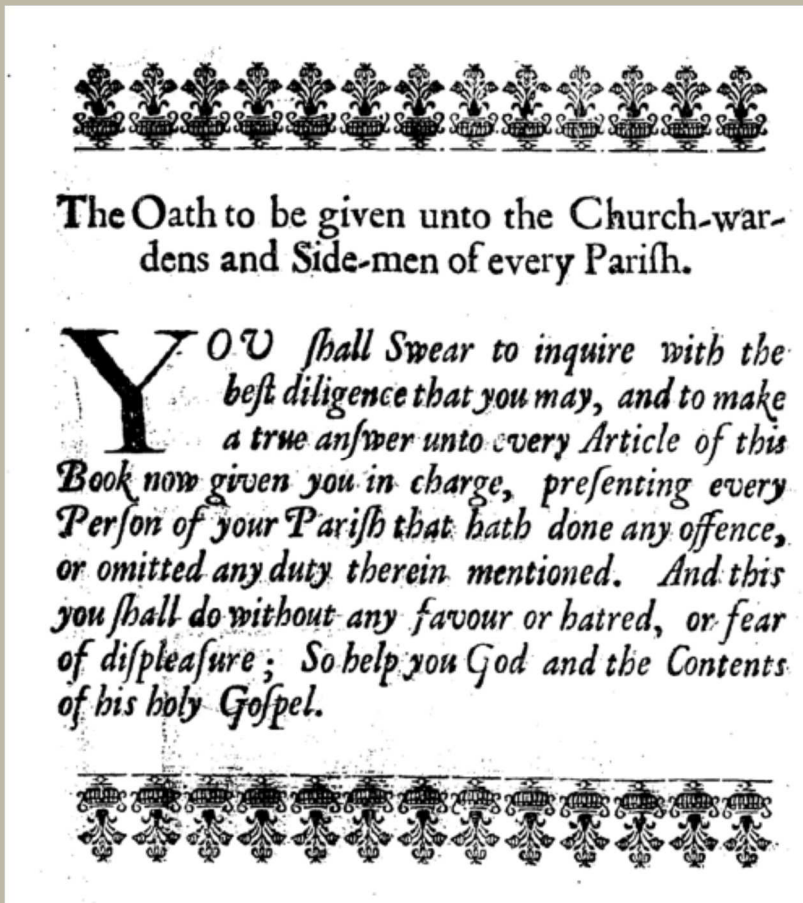 The Oath to be given unto the Church-war-
dens and Side-men of every Pariſh.
YOU ſhall Swear to inquire with the
beſt diligence that you may, and to make
a true anſwer unto every Article of this
Book now given you in charge, preſenting every
Perſon of your Pariſh that hath done any offence,
or omitted any duty therein mentioned. And this
you ſhall do without any favour or hatred, or fear
of diſpleaſure; So help you God and the Contents
of his holy Goſpel.